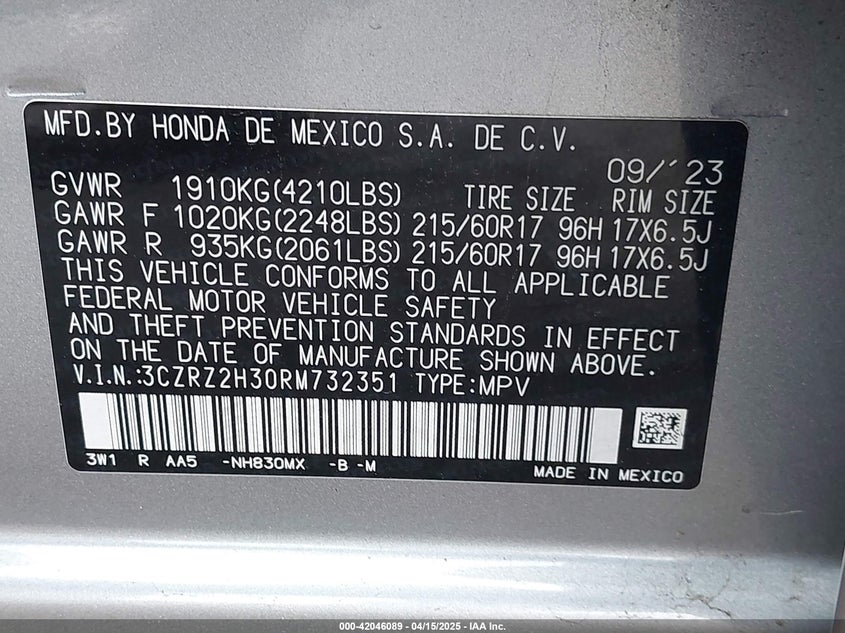 MFD.BY HONDA DE MEXICO S.A. DE C.V.
09/'23
GVWR 1910KG(4210LBS) TIRE SIZE RIM SIZE
GAWR F 1020KG(2248LBS) 215/60R17 96H 17X6.5J
GAWR R 935KG(2061LBS) 215/60R17 96H 17X6.5J
THIS VEHICLE CONFORMS TO ALL APPLICABLE
FEDERAL MOTOR VEHICLE SAFETY
AND THEFT PREVENTION STANDARDS IN EFFECT
ON THE DATE OF MANUFACTURE SHOWN ABOVE.
V.I.N.:3CZRZ2H30RM732351 TYPE:MPV
3W1 R AA5 -NH830MX -B -M
MADE IN MEXICO
000-42046089 - 04/15/2025 - IAA Inc.